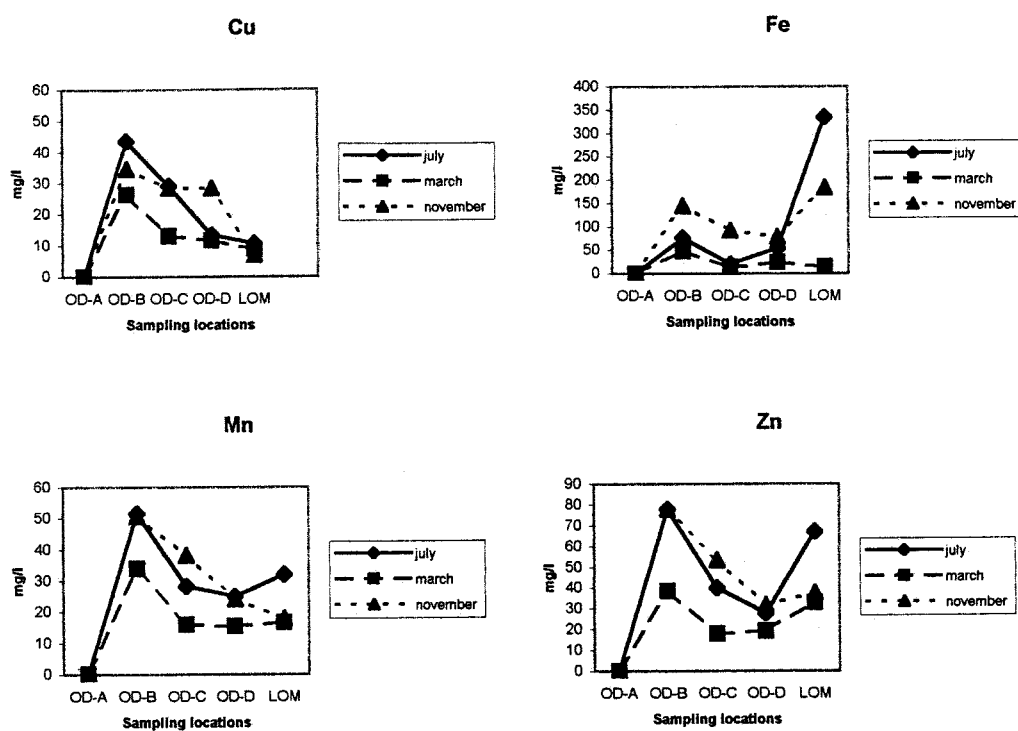 Cu
60
50
40
30
20
10
0
mg/l
OD-A OD-B OD-C OD-D LOM
Sampling locations
july
march
november
Fe
400
350
300
250
200
150
100
50
0
mg/l
OD-A OD-B OD-C OD-D LOM
Sampling locations
july
march
november
Mn
60
50
40
30
20
10
0
mg/l
OD-A OD-B OD-C OD-D LOM
Sampling locations
july
march
november
Zn
90
80
70
60
50
40
30
20
10
0
mg/l
OD-A OD-B OD-C OD-D LOM
Sampling locations
july
march
november